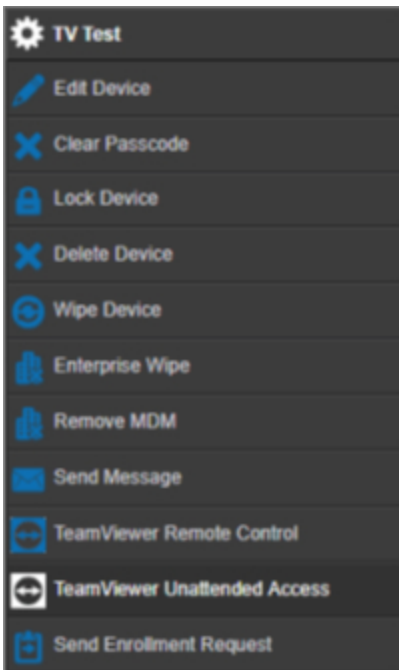 TV Test
Edit Device
Clear Passcode
Lock Device
Delete Device
Wipe Device
Enterprise Wipe
Remove MDM
Send Message
TeamViewer Remote Control
TeamViewer Unattended Access
Send Enrollment Request